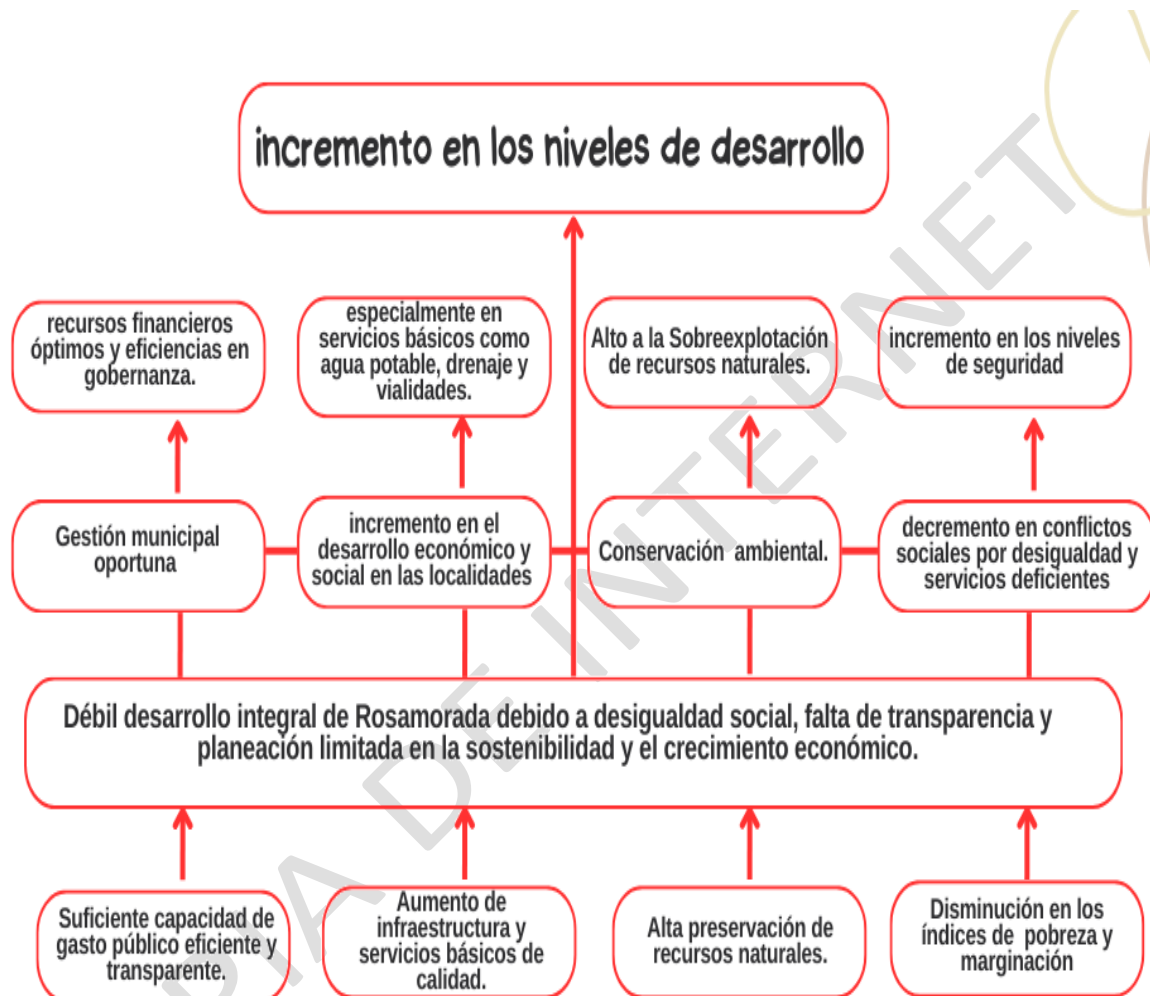 incremento en los niveles de desarrollo
recursos financieros
óptimos y eficiencias en
gobernanza.
especialmente en
servicios básicos como
agua potable, drenaje y
vialidades.
Alto a la Sobreexplotación
de recursos naturales.
incremento en los niveles
de seguridad
Gestión municipal
oportuna
incremento en el
desarrollo económico y
social en las localidades
Conservación ambiental.
decremento en conflictos
sociales por desigualdad y
servicios deficientes
Débil desarrollo integral de Rosamorada debido a desigualdad social, falta de transparencia y
planeación limitada en la sostenibilidad y el crecimiento económico.
Suficiente capacidad de
gasto público eficiente y
transparente.
Aumento de
infraestructura y
servicios básicos de
calidad.
Alta preservación de
recursos naturales.
Disminución en los
índices de pobreza y
marginación
PIA DE INTERNET